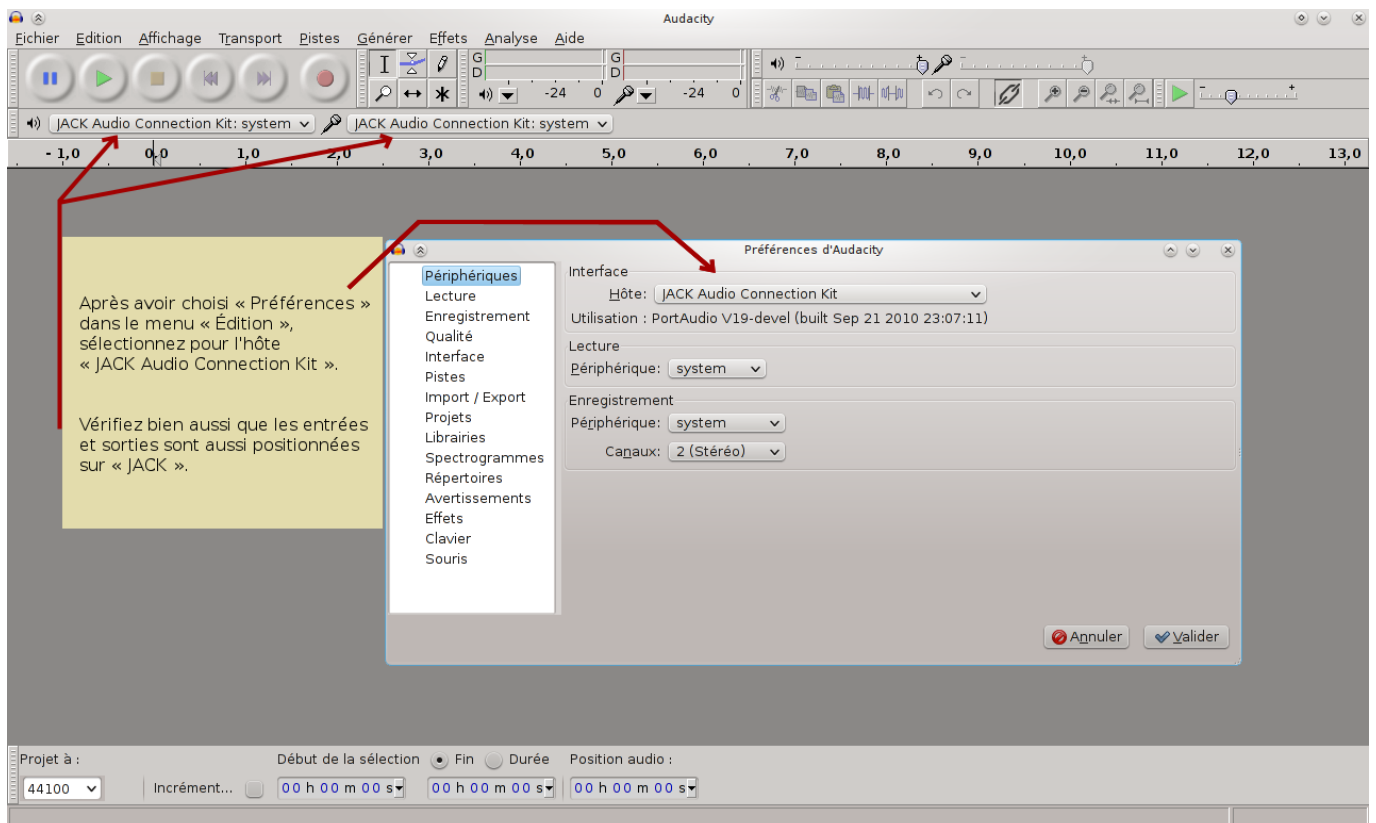 Audacity
Fichier Edition Affichage Transport Pistes Générer Effets Analyse Aide
G
D
-24 0
G
D
-24 0
JACK Audio Connection Kit: system
JACK Audio Connection Kit: system
- 1,0 0,0 1,0 2,0 3,0 4,0 5,0 6,0 7,0 8,0 9,0 10,0 11,0 12,0 13,0
Après avoir choisi « Préférences »
dans le menu « Édition »,
sélectionnez pour l'hôte
« JACK Audio Connection Kit ».
Vérifiez bien aussi que les entrées
et sorties sont aussi positionnées
sur « JACK ».
Préférences d'Audacity
Périphériques
Lecture
Enregistrement
Qualité
Interface
Pistes
Import / Export
Projets
Librairies
Spectrogrammes
Répertoires
Avertissements
Effets
Clavier
Souris
Interface
Hôte: JACK Audio Connection Kit
Utilisation : PortAudio V19-devel (built Sep 21 2010 23:07:11)
Lecture
Périphérique: system
Enregistrement
Périphérique: system
Canaux: 2 (Stéréo)
Annuler Valider
Projet à : Début de la sélection Fin Durée Position audio :
44100 Incrément... 00 h 00 m 00 s 00 h 00 m 00 s 00 h 00 m 00 s